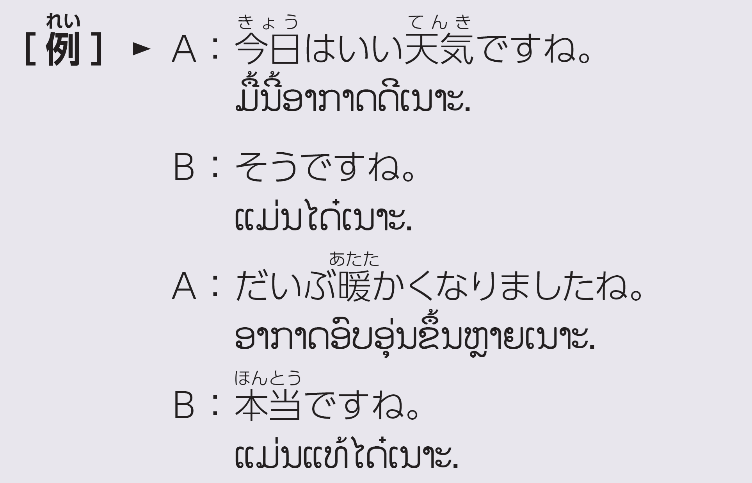 れい
[例] ► A：今日はいい天気ですね。
きょう てんき
ມື້ນີ້ອາກາດດີເນາະ.
B：そうですね。
ແມ່ນໄດ໋ເນາະ.
あたた
A：だいぶ暖かくなりましたね。
ອາກາດອົບອຸ່ນຂຶ້ນຫຼາຍເນາະ.
ほんとう
B：本当ですね。
ແມ່ນແທ້ໄດ໋ເນາະ.